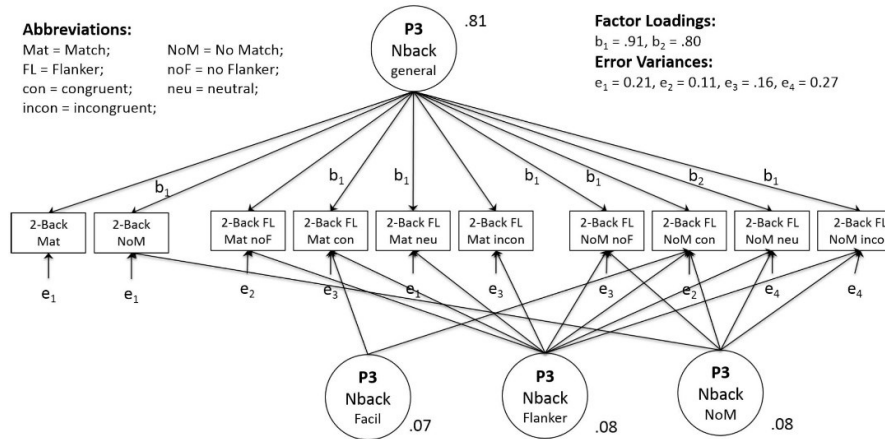 Abbreviations:
Mat = Match; NoM = No Match;
FL = Flanker; noF = no Flanker;
con = congruent; neu = neutral;
incon = incongruent;
P3
Nback
general
.81
Factor Loadings:
b1 = .91, b2 = .80
Error Variances:
e1 = 0.21, e2 = 0.11, e3 = .16, e4 = 0.27
b1 b1 b1 b1 b1 b2 b1
2-Back
Mat
2-Back
NoM
2-Back FL
Mat noF
2-Back FL
Mat con
2-Back FL
Mat neu
2-Back FL
Mat incon
2-Back FL
NoM noF
2-Back FL
NoM con
2-Back FL
NoM neu
2-Back FL
NoM inco
e1 e1 e2 e3 e1 e3 e3 e2 e4 e4
P3
Nback
Facil
.07
P3
Nback
Flanker
.08
P3
Nback
NoM
.08